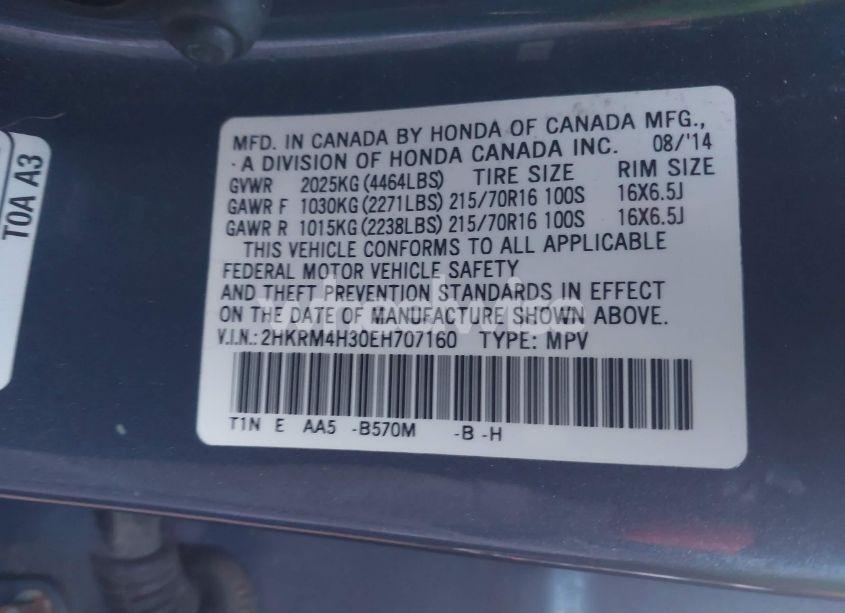 MFD. IN CANADA BY HONDA OF CANADA MFG.,
A DIVISION OF HONDA CANADA INC. 08/'14
GVWR 2025KG (4464LBS) TIRE SIZE RIM SIZE
GAWR F 1030KG (2271LBS) 215/70R16 100S 16X6.5J
GAWR R 1015KG (2238LBS) 215/70R16 100S 16X6.5J
THIS VEHICLE CONFORMS TO ALL APPLICABLE
FEDERAL MOTOR VEHICLE SAFETY
AND THEFT PREVENTION STANDARDS IN EFFECT
ON THE DATE OF MANUFACTURE SHOWN ABOVE.
V.I.N.: 2HKRM4H30EH707160 TYPE: MPV
T1N E AA5 -B570M -B -H
T0A A3